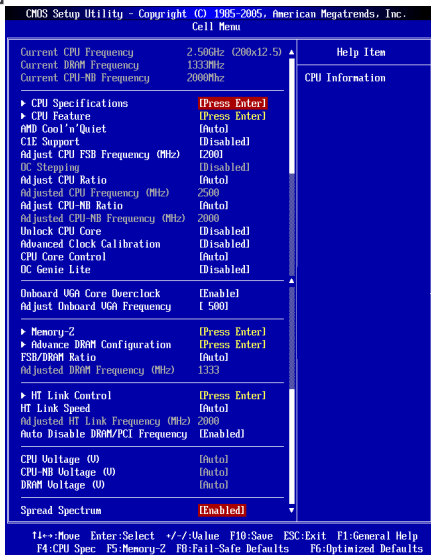 CMOS Setup Utility - Copyright (C) 1985-2005, American Megatrends, Inc.
Cell Menu
Current CPU Frequency 2.50GHz (200x12.5)
Current DRAM Frequency 1333MHz
Current CPU-NB Frequency 2000Mhz
Help Item
CPU Information
▶ CPU Specifications [Press Enter]
▶ CPU Feature [Press Enter]
AMD Cool'n'Quiet [Auto]
C1E Support [Disabled]
Adjust CPU FSB Frequency (MHz) [200]
OC Stepping [Disabled]
Adjust CPU Ratio [Auto]
Adjusted CPU Frequency (MHz) 2500
Adjust CPU-NB Ratio [Auto]
Adjusted CPU-NB Frequency (MHz) 2000
Unlock CPU Core [Disabled]
Advanced Clock Calibration [Disabled]
CPU Core Control [Auto]
OC Genie Lite [Disabled]
Onboard VGA Core Overclock [Enable]
Adjust Onboard VGA Frequency [ 500]
▶ Memory-Z [Press Enter]
▶ Advance DRAM Configuration [Press Enter]
FSB/DRAM Ratio [Auto]
Adjusted DRAM Frequency (MHz) 1333
▶ HT Link Control [Press Enter]
HT Link Speed [Auto]
Adjusted HT Link Frequency (MHz) 2000
Auto Disable DRAM/PCI Frequency [Enabled]
CPU Voltage (V) [Auto]
CPU-NB Voltage (V) [Auto]
DRAM Voltage (V) [Auto]
Spread Spectrum [Enabled]
↑↓←→:Move Enter:Select +/-/:Value F10:Save ESC:Exit F1:General Help
F4:CPU Spec F5:Memory-Z F8:Fail-Safe Defaults F6:Optimized Defaults